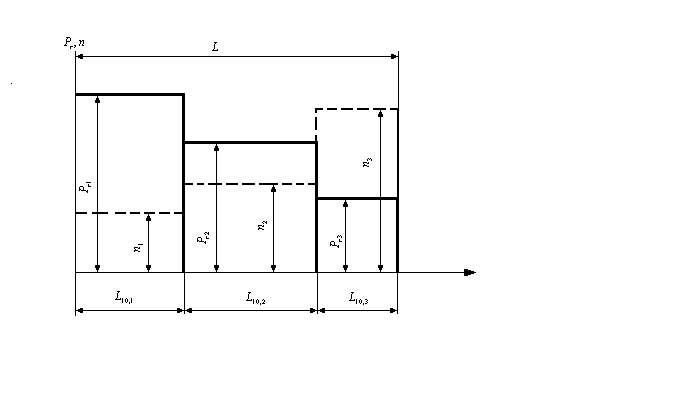 P_r, n
L
P_r1
n_1
P_r2
n_2
P_r3
n_3
L_10,1
L_10,2
L_10,3